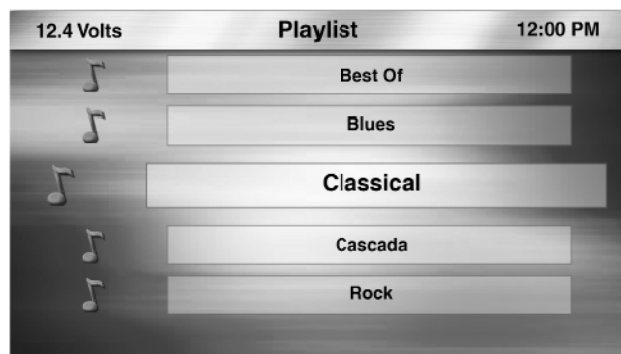 12.4 Volts Playlist 12:00 PM
Best Of
Blues
Classical
Cascada
Rock